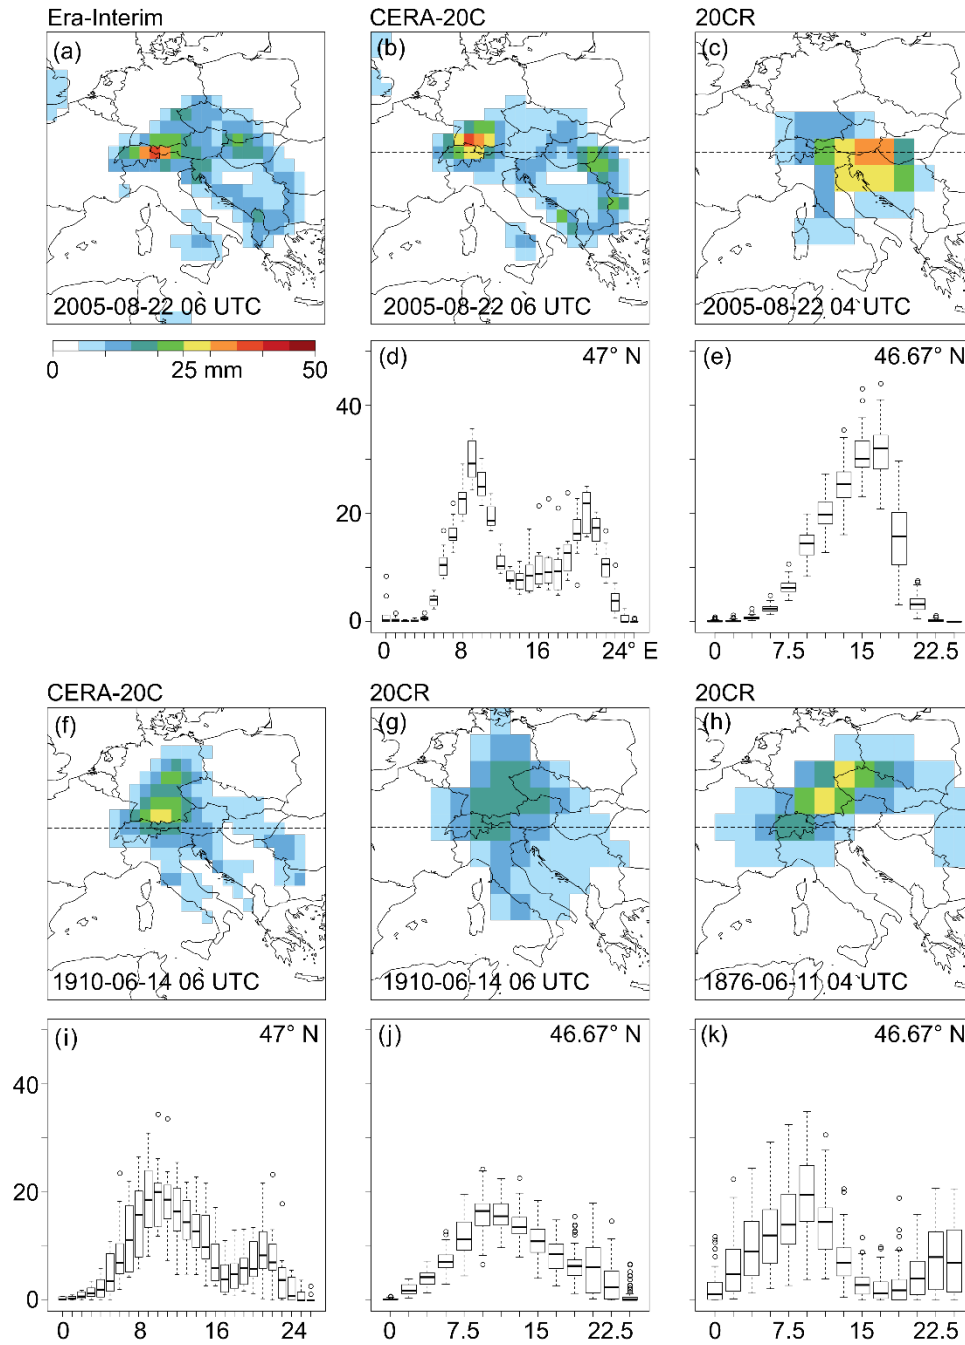 Era-Interim CERA-20C 20CR
(a) (b) (c)
2005-08-22 06 UTC 2005-08-22 06 UTC 2005-08-22 04 UTC
0 25 mm 50
(d) 47° N (e) 46.67° N
40
20
0
0 8 16 24° E 0 7.5 15 22.5
CERA-20C 20CR 20CR
(f) (g) (h)
1910-06-14 06 UTC 1910-06-14 06 UTC 1876-06-11 04 UTC
(i) 47° N (j) 46.67° N (k) 46.67° N
40
20
0
0 8 16 24 0 7.5 15 22.5 0 7.5 15 22.5